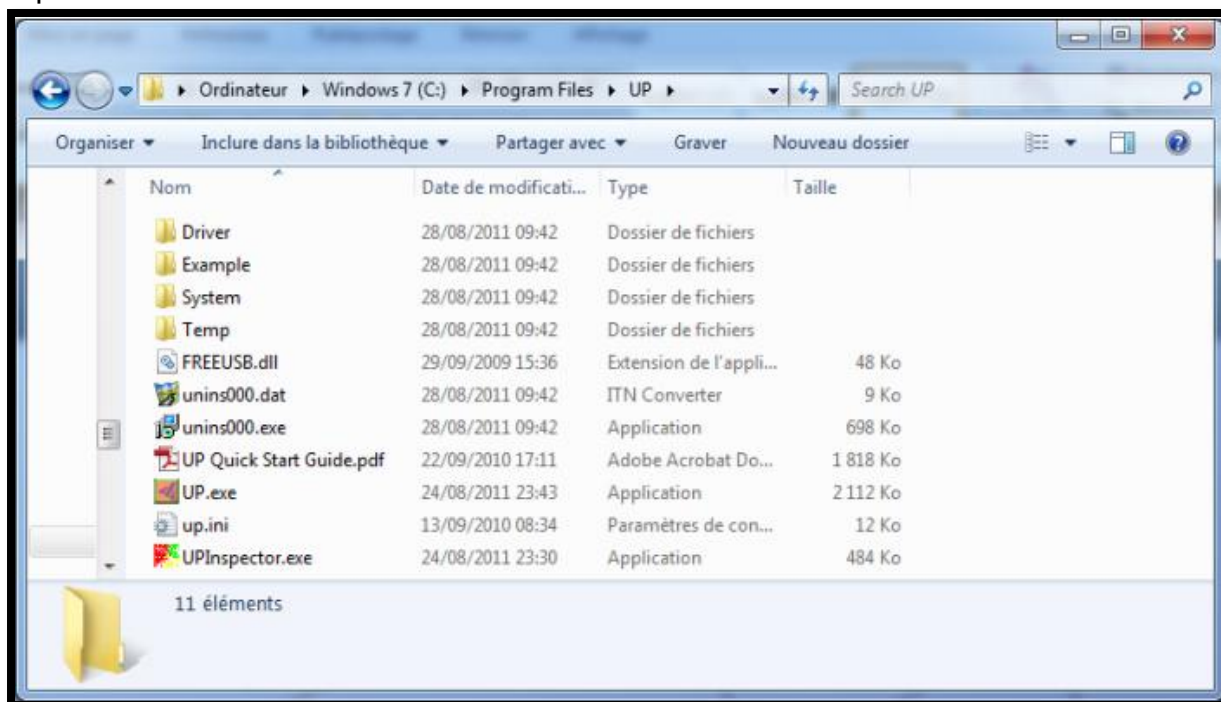 Ordinateur Windows 7 (C:) Program Files UP Search UP
Organiser Inclure dans la bibliothèque Partager avec Graver Nouveau dossier
Nom Date de modificati... Type Taille
Driver 28/08/2011 09:42 Dossier de fichiers
Example 28/08/2011 09:42 Dossier de fichiers
System 28/08/2011 09:42 Dossier de fichiers
Temp 28/08/2011 09:42 Dossier de fichiers
FREEUSB.dll 29/09/2009 15:36 Extension de l'appli... 48 Ko
unins000.dat 28/08/2011 09:42 ITN Converter 9 Ko
unins000.exe 28/08/2011 09:42 Application 698 Ko
UP Quick Start Guide.pdf 22/09/2010 17:11 Adobe Acrobat Do... 1 818 Ko
UP.exe 24/08/2011 23:43 Application 2 112 Ko
up.ini 13/09/2010 08:34 Paramètres de con... 12 Ko
UPInspector.exe 24/08/2011 23:30 Application 484 Ko
11 éléments